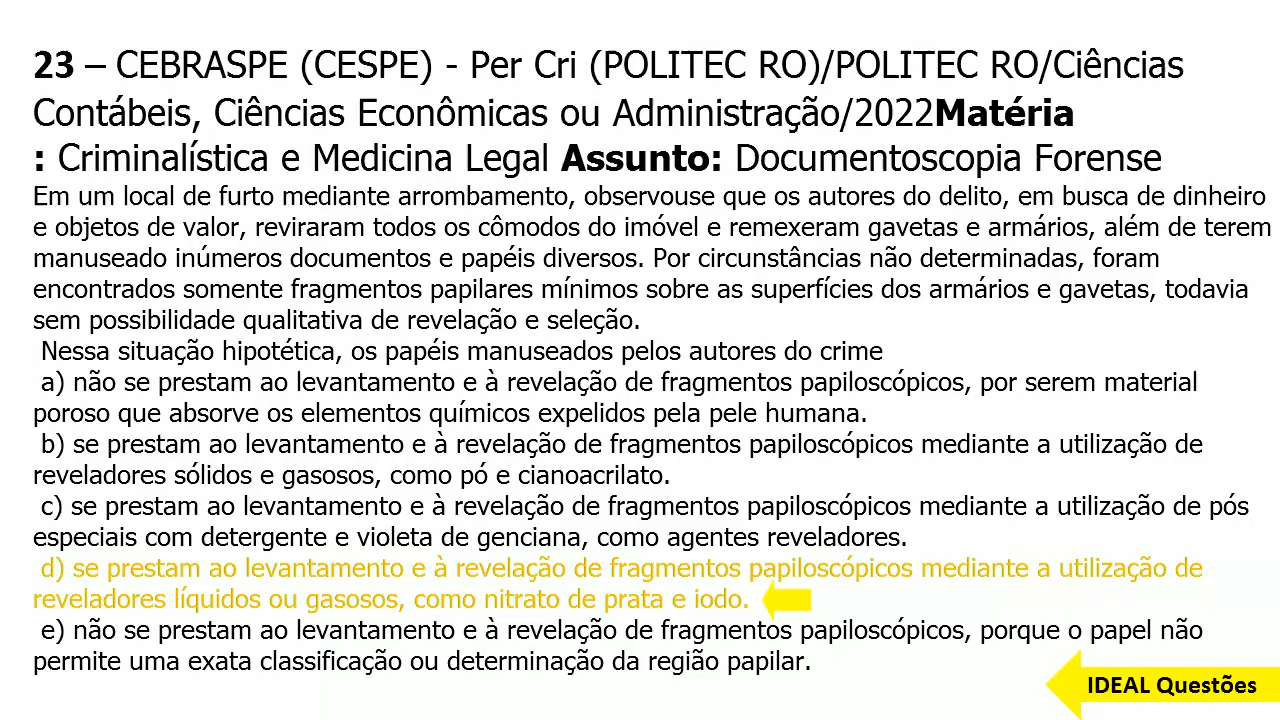 23 – CEBRASPE (CESPE) - Per Cri (POLITEC RO)/POLITEC RO/Ciências
Contábeis, Ciências Econômicas ou Administração/2022Matéria
: Criminalística e Medicina Legal Assunto: Documentoscopia Forense
Em um local de furto mediante arrombamento, observouse que os autores do delito, em busca de dinheiro
e objetos de valor, reviraram todos os cômodos do imóvel e remexeram gavetas e armários, além de terem
manuseado inúmeros documentos e papéis diversos. Por circunstâncias não determinadas, foram
encontrados somente fragmentos papilares mínimos sobre as superfícies dos armários e gavetas, todavia
sem possibilidade qualitativa de revelação e seleção.
Nessa situação hipotética, os papéis manuseados pelos autores do crime
a) não se prestam ao levantamento e à revelação de fragmentos papiloscópicos, por serem material
poroso que absorve os elementos químicos expelidos pela pele humana.
b) se prestam ao levantamento e à revelação de fragmentos papiloscópicos mediante a utilização de
reveladores sólidos e gasosos, como pó e cianoacrilato.
c) se prestam ao levantamento e à revelação de fragmentos papiloscópicos mediante a utilização de pós
especiais com detergente e violeta de genciana, como agentes reveladores.
d) se prestam ao levantamento e à revelação de fragmentos papiloscópicos mediante a utilização de
reveladores líquidos ou gasosos, como nitrato de prata e iodo.
e) não se prestam ao levantamento e à revelação de fragmentos papiloscópicos, porque o papel não
permite uma exata classificação ou determinação da região papilar.
IDEAL Questões